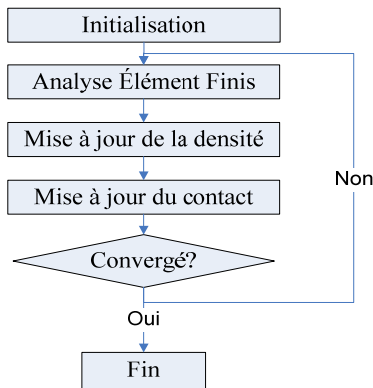 Initialisation
Analyse Élément Finis
Mise à jour de la densité
Mise à jour du contact
Non
Convergé?
Oui
Fin